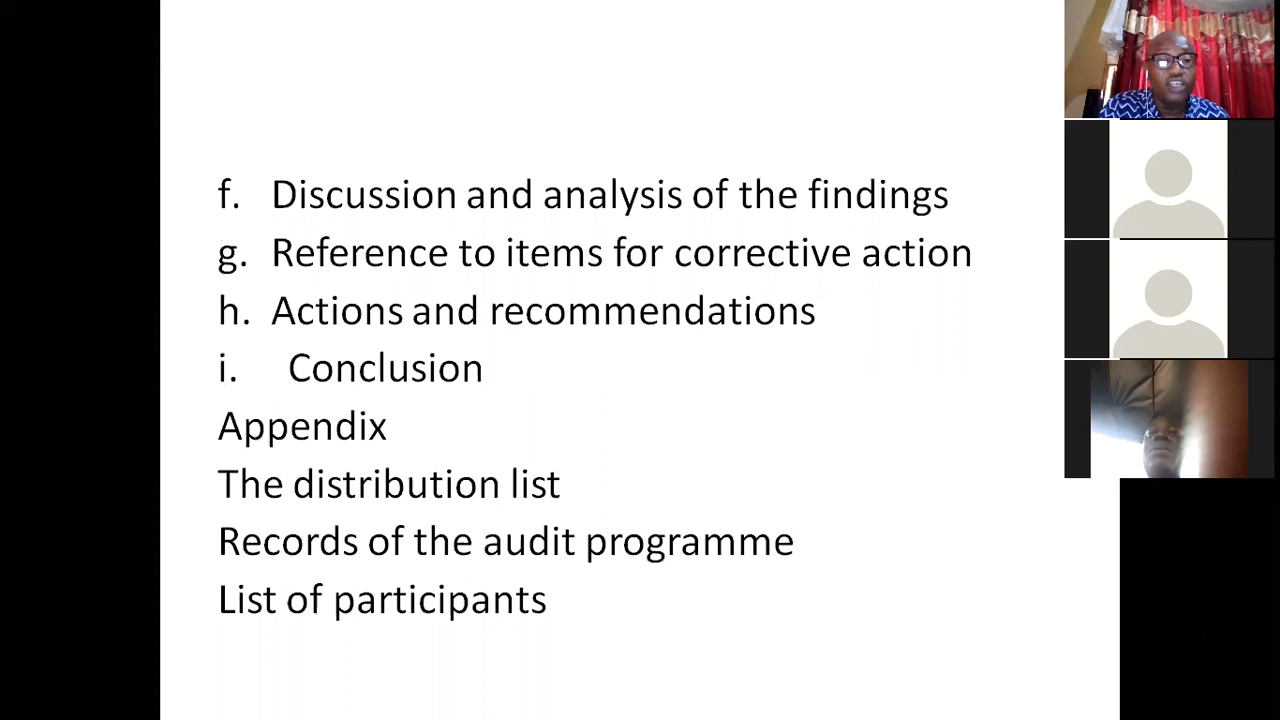 f. Discussion and analysis of the findings
g. Reference to items for corrective action
h. Actions and recommendations
i. Conclusion
Appendix
The distribution list
Records of the audit programme
List of participants